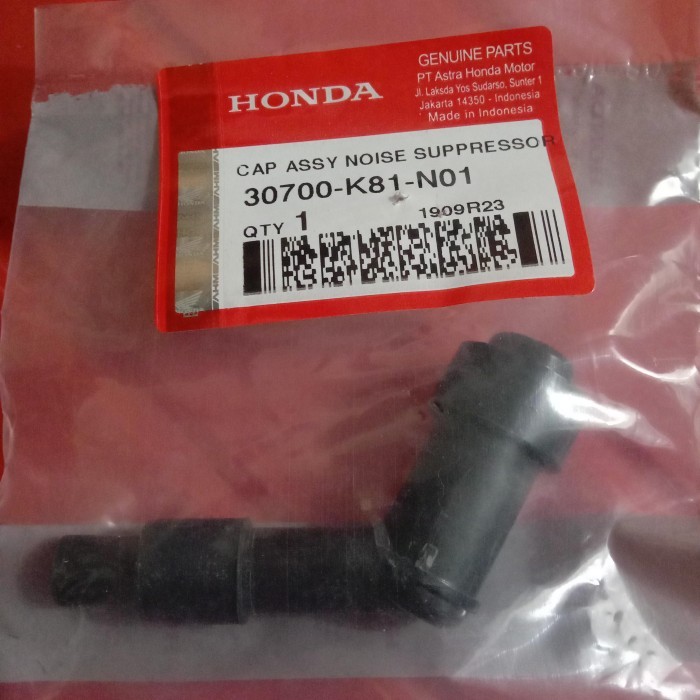 HONDA
GENUINE PARTS
PT Astra Honda Motor
Jl. Laksda Yos Sudarso, Sunter 1
Jakarta 14350 - Indonesia
Made in Indonesia
CAP ASSY NOISE SUPPRESSOR
30700-K81-N01
QTY 1
1909R23